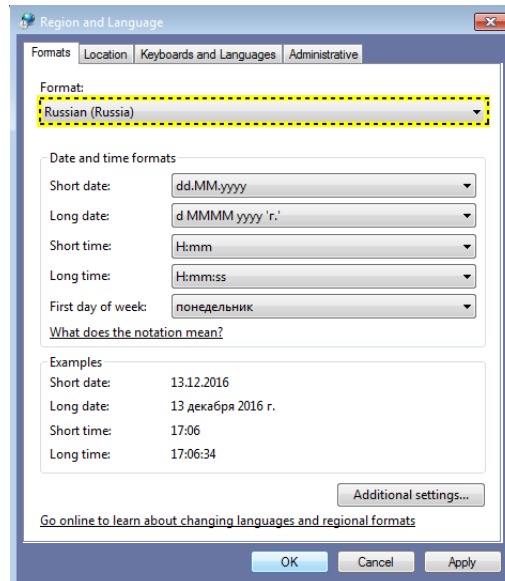 Region and Language
Formats Location Keyboards and Languages Administrative
Format:
Russian (Russia)
Date and time formats
Short date: dd.MM.yyyy
Long date: d MMMM yyyy 'г.'
Short time: H:mm
Long time: H:mm:ss
First day of week: понедельник
What does the notation mean?
Examples
Short date: 13.12.2016
Long date: 13 декабря 2016 г.
Short time: 17:06
Long time: 17:06:34
Additional settings...
Go online to learn about changing languages and regional formats
OK Cancel Apply